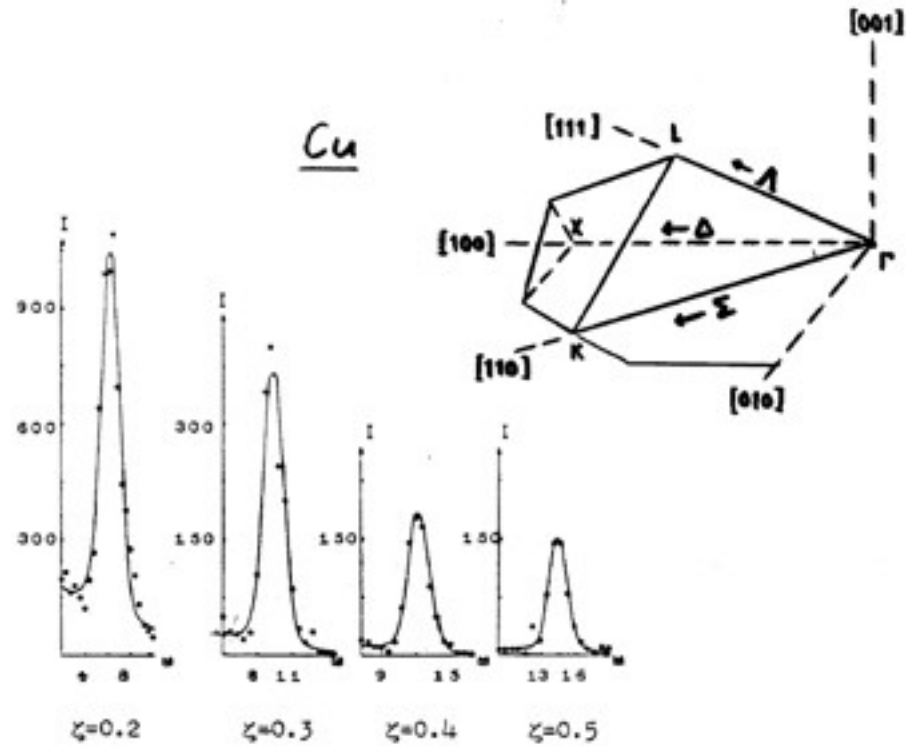 [001]
Cu
[111]
L
Λ
[100]
X
←Δ
Γ
←Σ
K
[110]
[010]
I
900
600
300
4 8
ω
ζ=0.2
I
300
150
8 11
ω
ζ=0.3
I
150
9 13
ω
ζ=0.4
I
150
13 16
ω
ζ=0.5